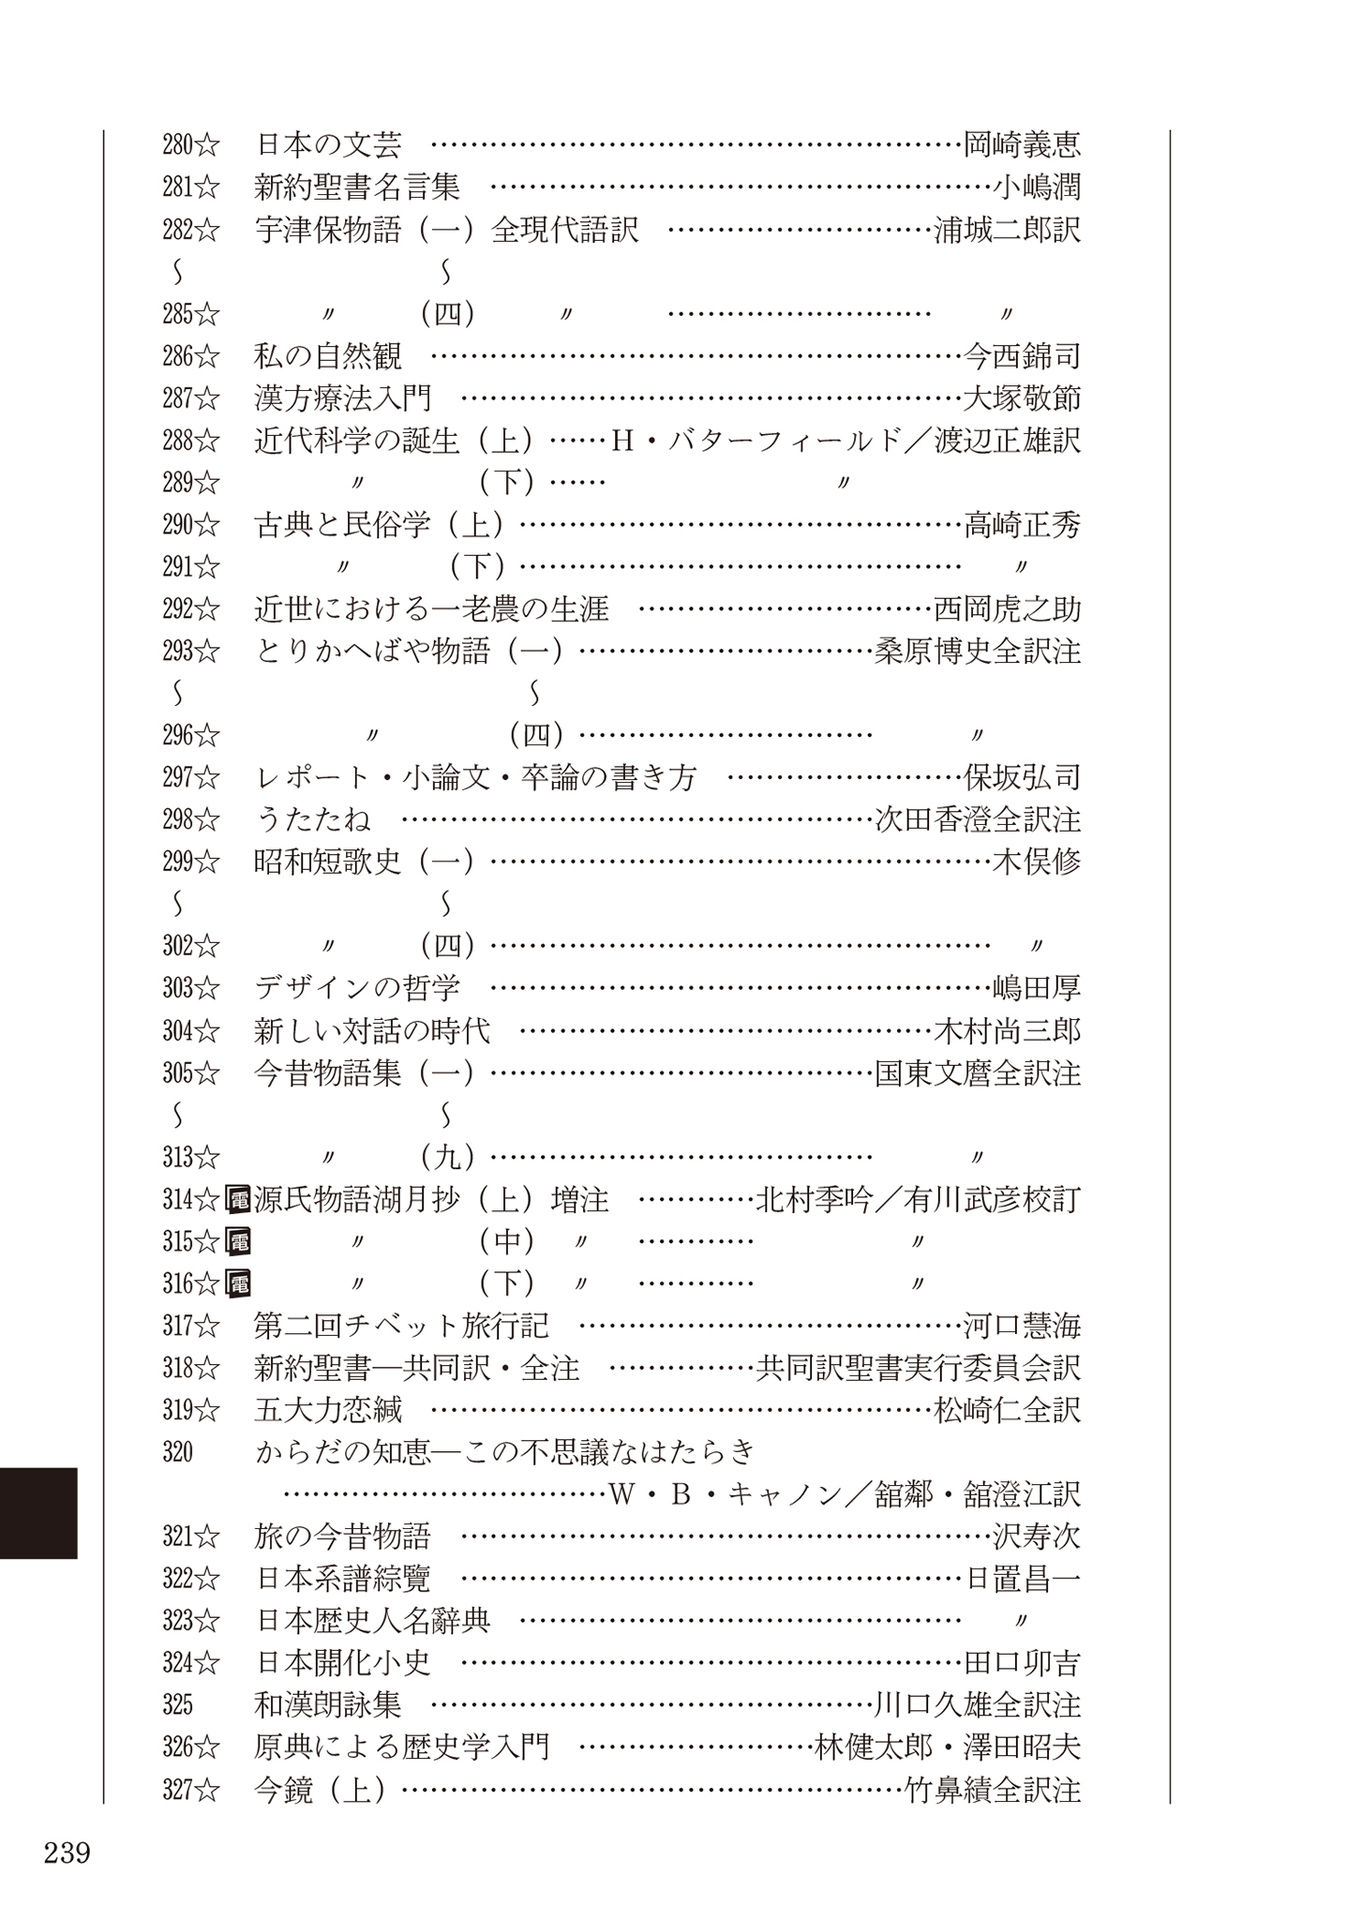 280☆ 日本の文芸 ……………………………………………岡崎義恵
281☆ 新約聖書名言集 …………………………………………小嶋潤
282☆ 宇津保物語（一）全現代語訳 ………………………浦城二郎訳
〜 〜
285☆ 〃 （四） 〃 ……………………… 〃
286☆ 私の自然観 ……………………………………………今西錦司
287☆ 漢方療法入門 …………………………………………大塚敬節
288☆ 近代科学の誕生（上）……Ｈ・バターフィールド／渡辺正雄訳
289☆ 〃 （下）…… 〃
290☆ 古典と民俗学（上）……………………………………高崎正秀
291☆ 〃 （下）…………………………………… 〃
292☆ 近世における一老農の生涯 …………………………西岡虎之助
293☆ とりかへばや物語（一）…………………………桑原博史全訳注
〜 〜
296☆ 〃 （四）………………………… 〃
297☆ レポート・小論文・卒論の書き方 ……………………保坂弘司
298☆ うたたね …………………………………………次田香澄全訳注
299☆ 昭和短歌史（一）…………………………………………木俣修
〜 〜
302☆ 〃 （四）………………………………………… 〃
303☆ デザインの哲学 …………………………………………嶋田厚
304☆ 新しい対話の時代 …………………………………木村尚三郎
305☆ 今昔物語集（一）…………………………………国東文麿全訳注
〜 〜
313☆ 〃 （九）………………………………… 〃
314☆電源氏物語湖月抄（上）増注 …………北村季吟／有川武彦校訂
315☆電 〃 （中） 〃 ………… 〃
316☆電 〃 （下） 〃 ………… 〃
317☆ 第二回チベット旅行記 ………………………………河口慧海
318☆ 新約聖書―共同訳・全注 ……………共同訳聖書実行委員会訳
319☆ 五大力恋緘 …………………………………………松崎仁全訳
320 からだの知恵―この不思議なはたらき
……………………………Ｗ・Ｂ・キャノン／舘鄰・舘澄江訳
321☆ 旅の今昔物語 ……………………………………………沢寿次
322☆ 日本系譜綜覽 …………………………………………日置昌一
323☆ 日本歴史人名辭典 …………………………………… 〃
324☆ 日本開化小史 …………………………………………田口卯吉
325 和漢朗詠集 ………………………………………川口久雄全訳注
326☆ 原典による歴史学入門 ……………………林健太郎・澤田昭夫
327☆ 今鏡（上）……………………………………………竹鼻績全訳注
239